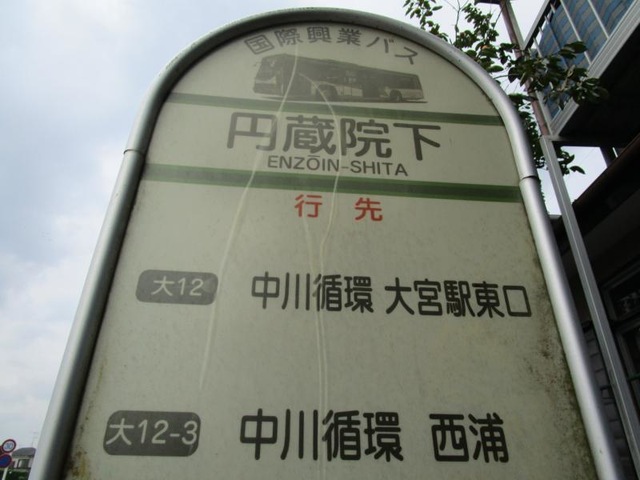 国際興業バス
円蔵院下
ENZŌIN-SHITA
行先
大12 中川循環 大宮駅東口
大12-3 中川循環 西浦